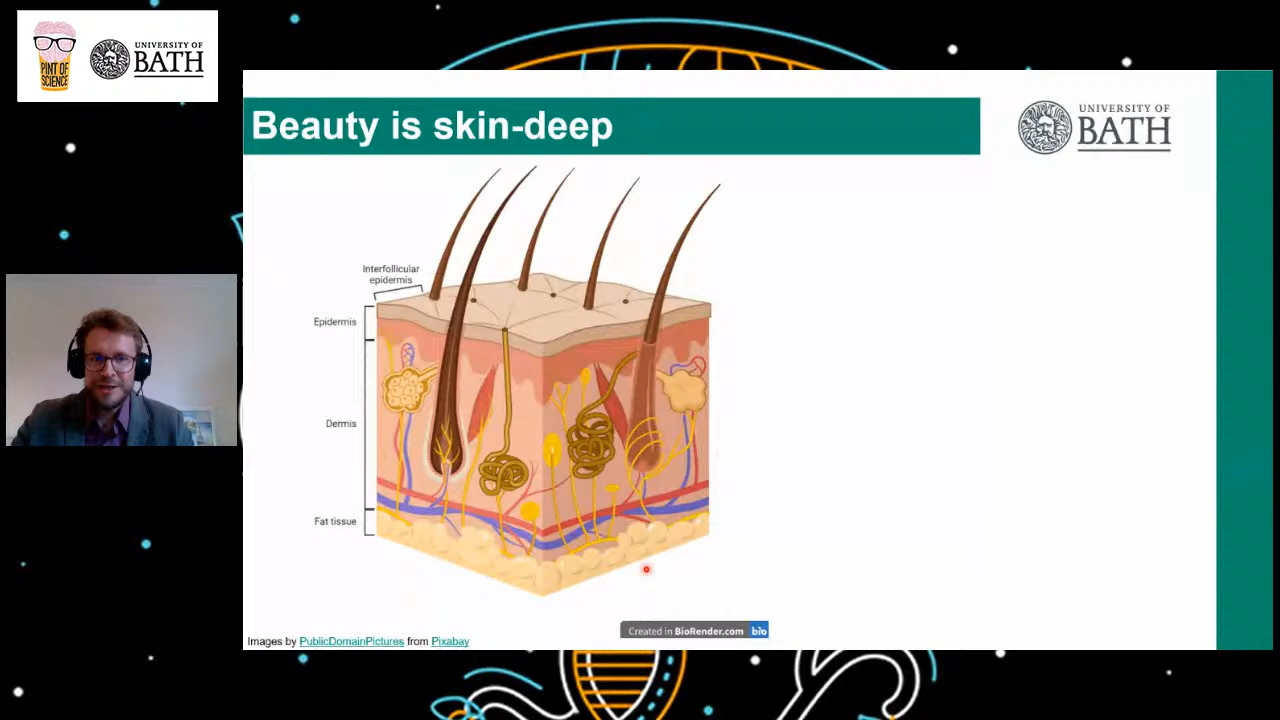 PINT OF
SCIENCE
UNIVERSITY OF
BATH
Beauty is skin-deep
UNIVERSITY OF
BATH
Interfollicular
epidermis
Epidermis
Dermis
Fat tissue
Created in BioRender.com bio
Images by PublicDomainPictures from Pixabay